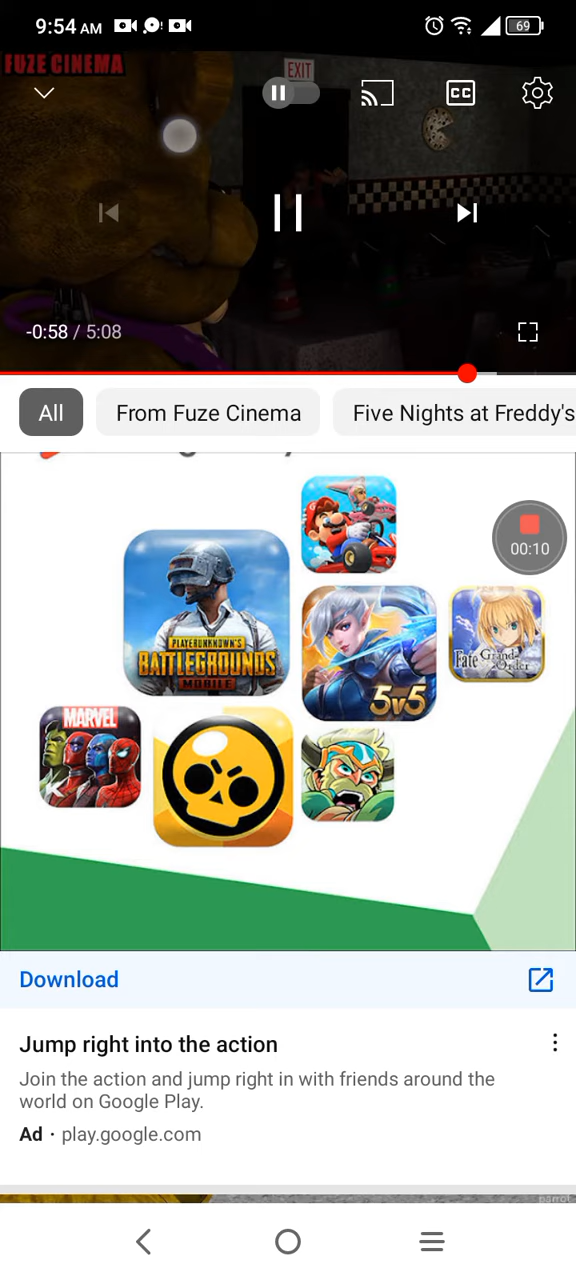 9:54 AM
69
FUZE CINEMA
EXIT
CC
-0:58 / 5:08
All
From Fuze Cinema
Five Nights at Freddy's
00:10
PLAYERUNKNOWN'S
BATTLEGROUNDS
MOBILE
5v5
Fate Grand Order
MARVEL
Download
Jump right into the action
Join the action and jump right in with friends around the
world on Google Play.
Ad · play.google.com
parrot